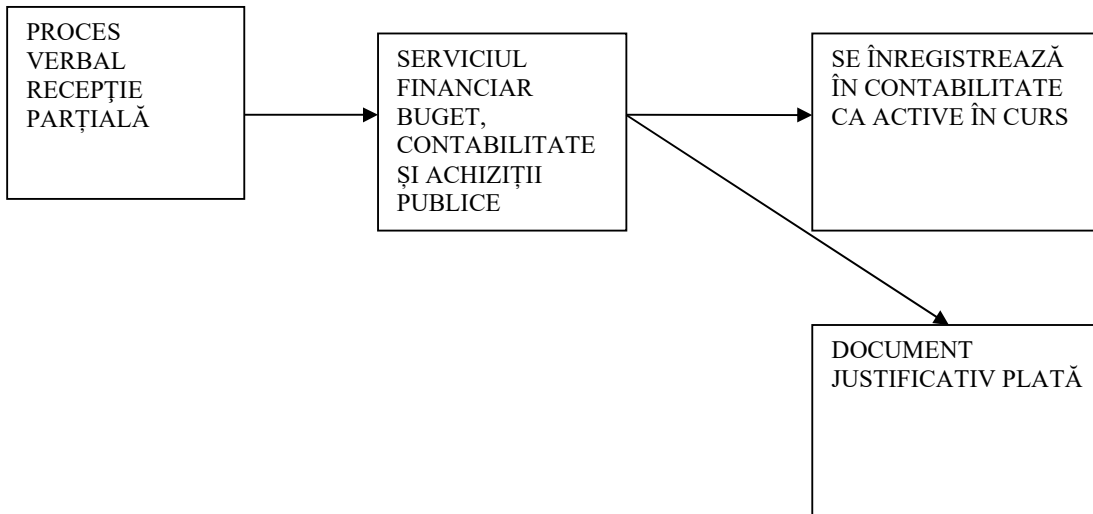 PROCES
VERBAL
RECEPŢIE
PARȚIALĂ
SERVICIUL
FINANCIAR
BUGET,
CONTABILITATE
ȘI ACHIZIȚII
PUBLICE
SE ÎNREGISTREAZĂ
ÎN CONTABILITATE
CA ACTIVE ÎN CURS
DOCUMENT
JUSTIFICATIV PLATĂ